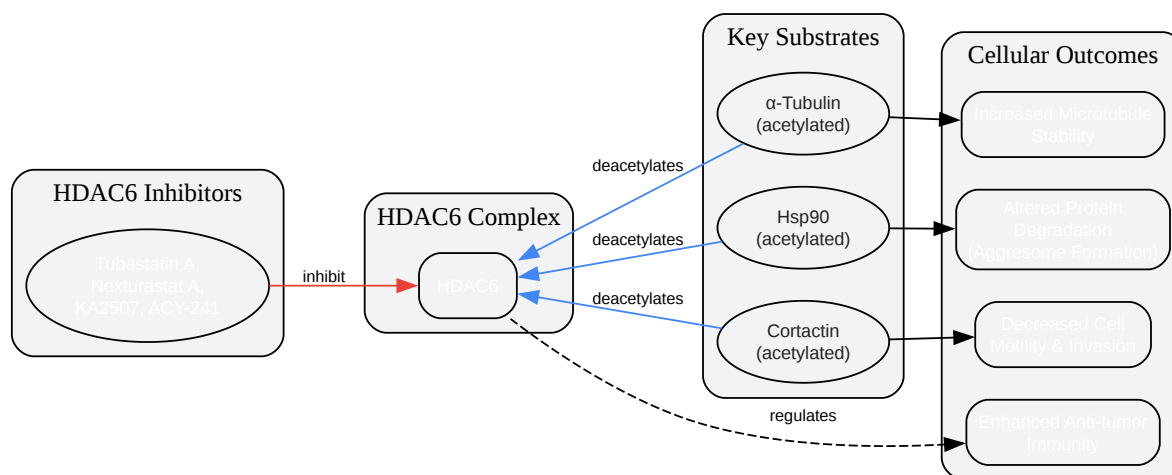 HDAC6 Inhibitors
Tubastatin A,
Nexturastat A,
KA2507, ACY-241
inhibit
HDAC6 Complex
HDAC6
deacetylates
deacetylates
deacetylates
regulates
Key Substrates
α-Tubulin
(acetylated)
Hsp90
(acetylated)
Cortactin
(acetylated)
Cellular Outcomes
Increased Microtubule
Stability
Altered Protein
Degradation
(Aggresome Formation)
Decreased Cell
Motility & Invasion
Enhanced Anti-tumor
Immunity